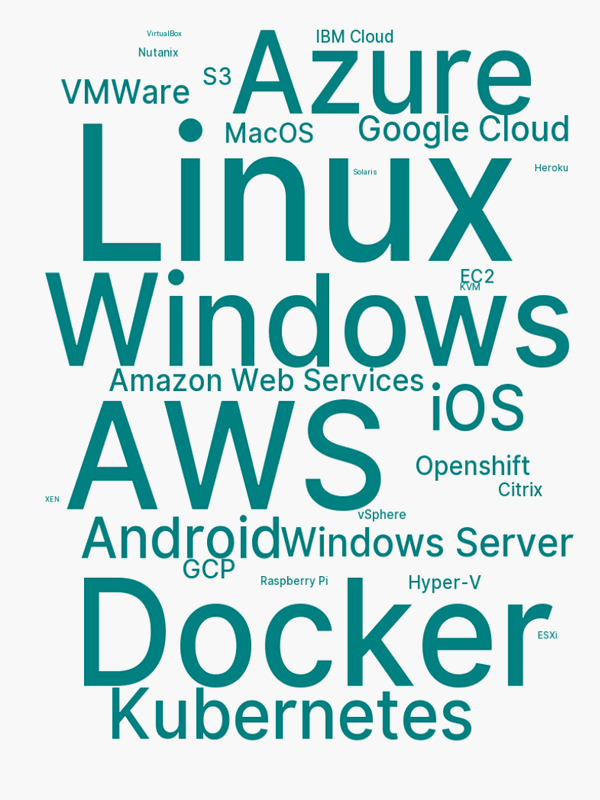 VirtualBox
IBM Cloud
Nutanix
Azure
S3
VMWare
MacOS
Google Cloud
Linux
Solaris
Heroku
EC2
KVM
Windows
Amazon Web Services
iOS
AWS
Openshift
Citrix
XEN
vSphere
Android
Windows Server
GCP
Raspberry Pi
Hyper-V
Docker
ESXi
Kubernetes